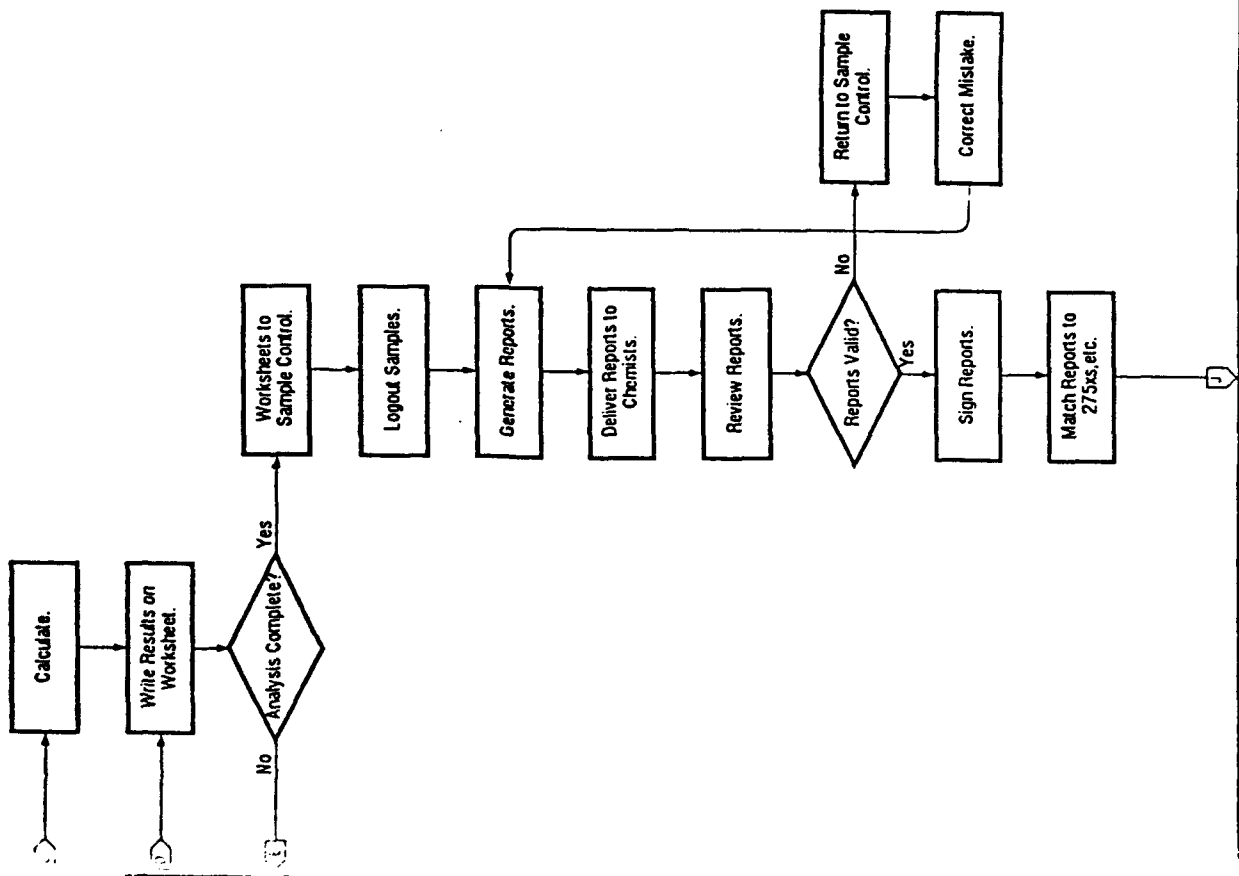 Calculate.
Write Results on
Worksheet.
Analysis Complete?
No
Yes
Worksheets to
Sample Control.
Logout Samples.
Generate Reports.
Deliver Reports to
Chemists.
Review Reports.
Reports Valid?
No
Return to Sample
Control.
Correct Mistake.
Yes
Sign Reports.
Match Reports to
275xs,etc.
J